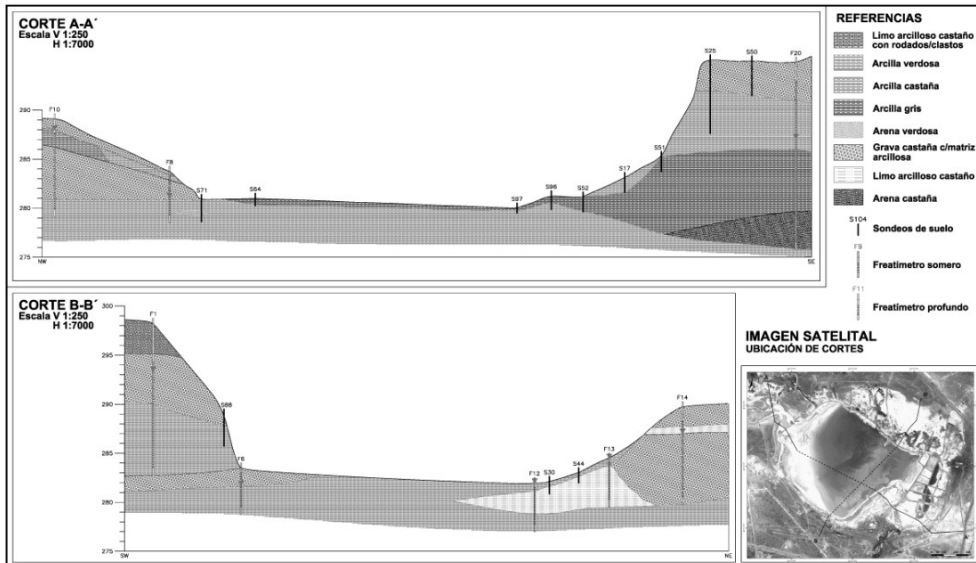 CORTE A-A´
Escala V 1:250
H 1:7000
290
285
280
275
F10
F8
S71
S64
S97
S96
S52
S17
S51
S25
S50
F20
NW
SE
CORTE B-B´
Escala V 1:250
H 1:7000
300
295
290
285
280
275
F1
S88
F6
F12
S30
S44
F13
F14
SW
NE
REFERENCIAS
Limo arcilloso castaño
con rodados/clastos
Arcilla verdosa
Arcilla castaña
Arcilla gris
Arena verdosa
Grava castaña c/matriz
arcillosa
Limo arcilloso castaño
Arena castaña
S104
Sondeos de suelo
F9
Freatímetro somero
F11
Freatímetro profundo
IMAGEN SATELITAL
UBICACIÓN DE CORTES